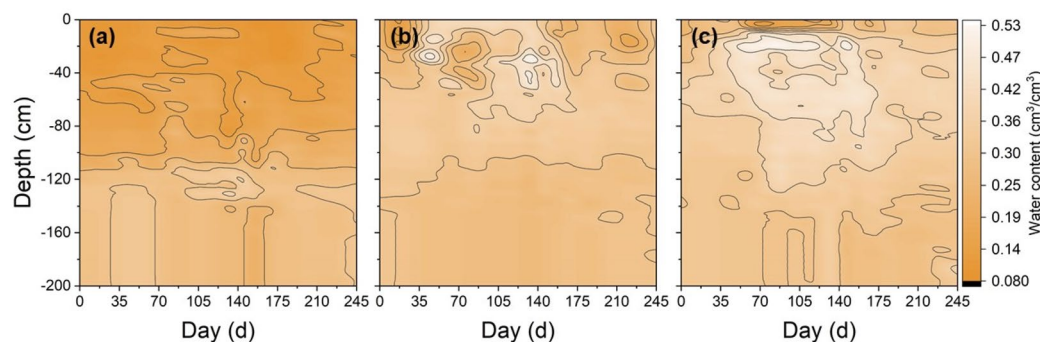 (a) (b) (c)
0
-40
-80
-120
-160
-200
Depth (cm)
0 35 70 105 140 175 210 245
0 35 70 105 140 175 210 245
0 35 70 105 140 175 210 245
Day (d) Day (d) Day (d)
0.53
0.47
0.42
0.36
0.30
0.25
0.19
0.14
0.080
Water content (cm³/cm³)